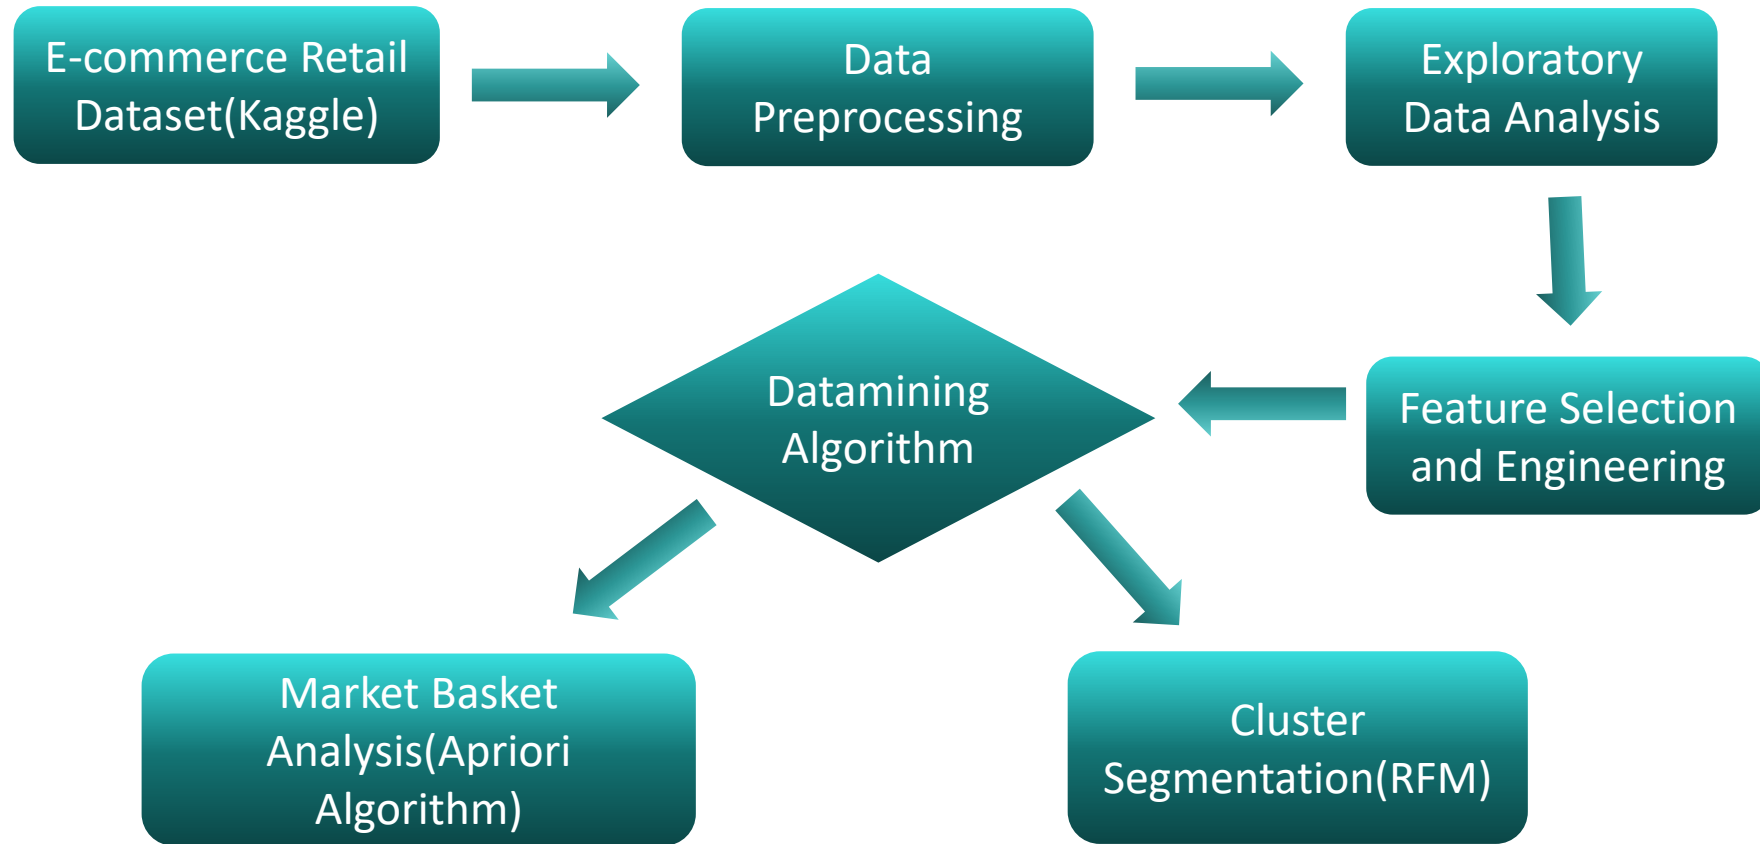 E-commerce Retail
Dataset(Kaggle)
Data
Preprocessing
Exploratory
Data Analysis
Feature Selection
and Engineering
Datamining
Algorithm
Market Basket
Analysis(Apriori
Algorithm)
Cluster
Segmentation(RFM)